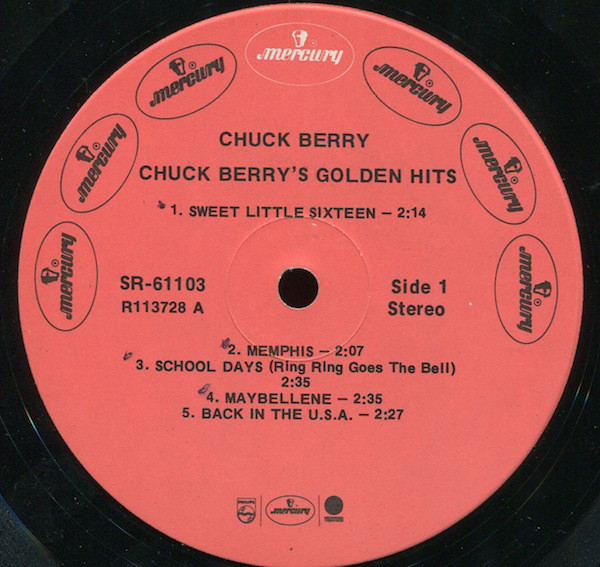 mercury
mercury
mercury
mercury
mercury
mercury
mercury
CHUCK BERRY
CHUCK BERRY'S GOLDEN HITS
1. SWEET LITTLE SIXTEEN – 2:14
SR-61103
R113728 A
Side 1
Stereo
2. MEMPHIS – 2:07
3. SCHOOL DAYS (Ring Ring Goes The Bell)
2:35
4. MAYBELLENE – 2:35
5. BACK IN THE U.S.A. – 2:27
PHILIPS
mercury